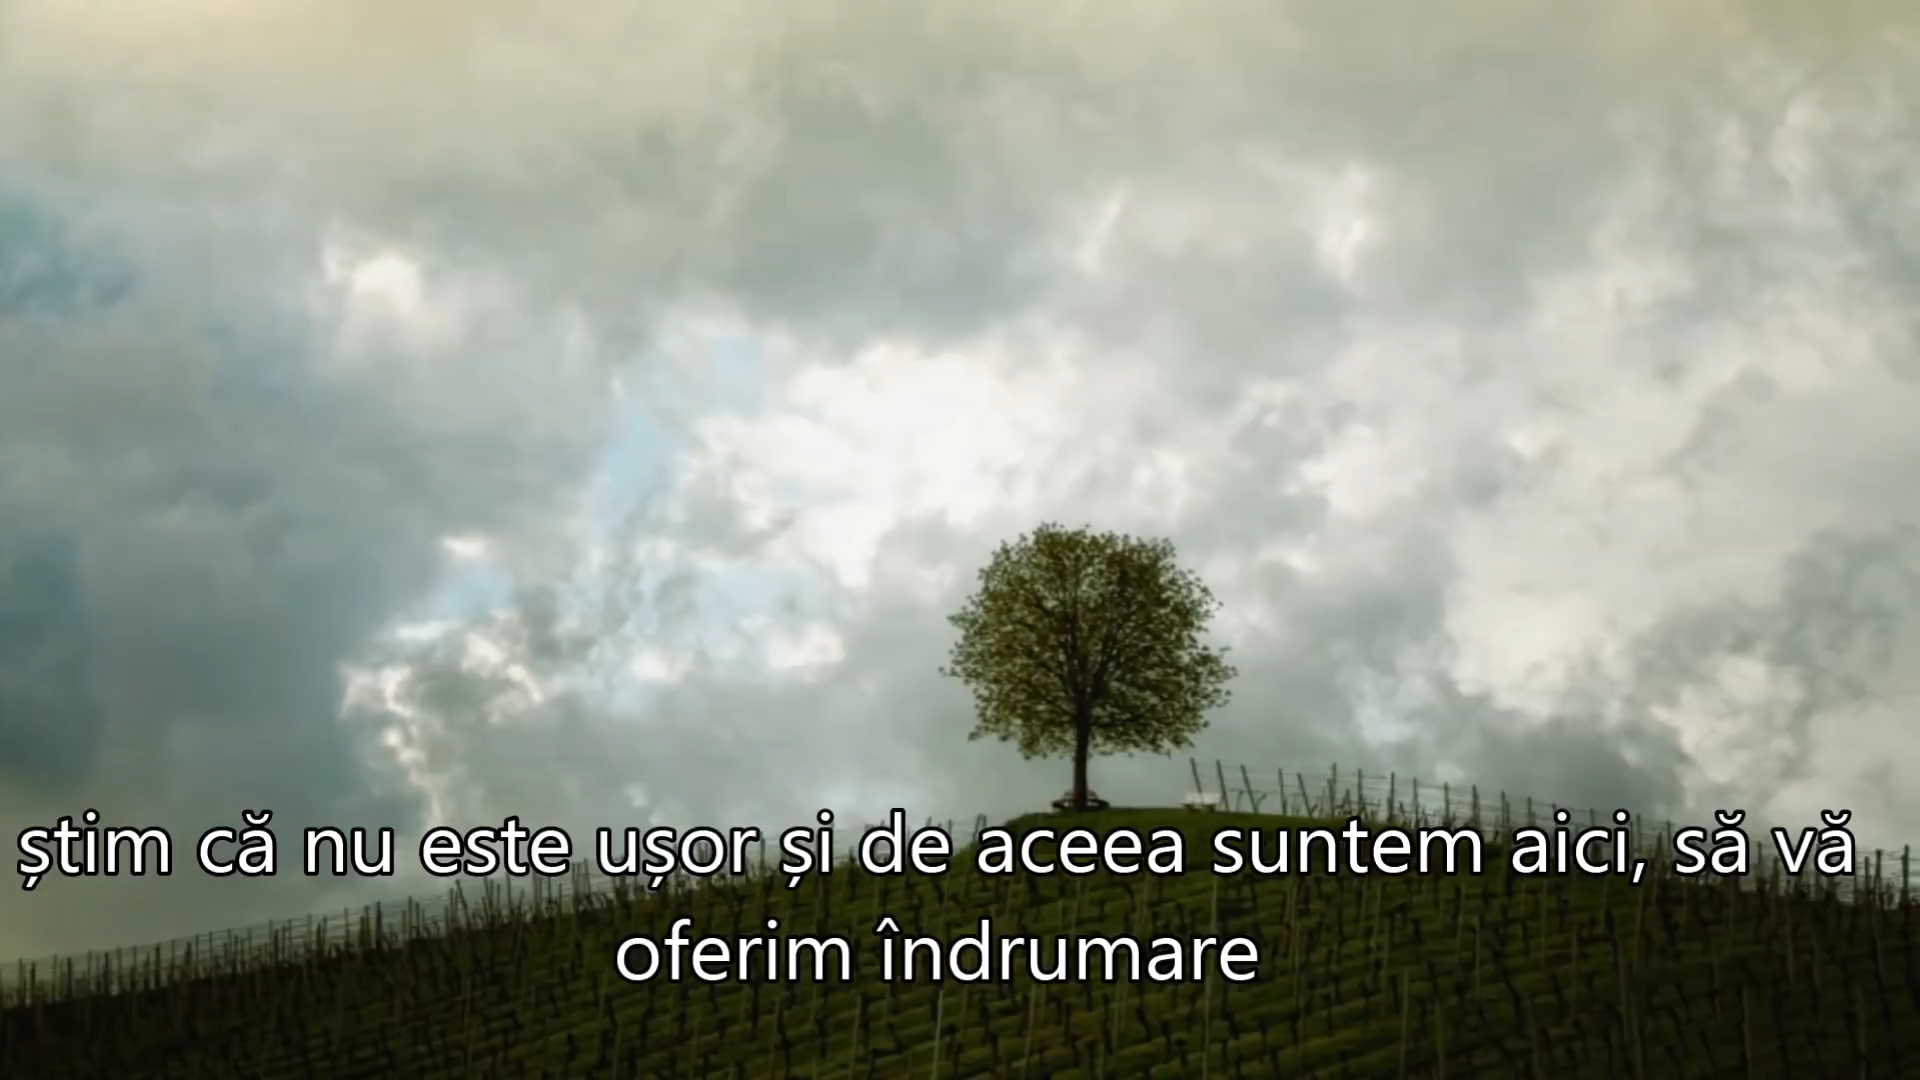 știm că nu este ușor și de aceea suntem aici, să vă
oferim îndrumare